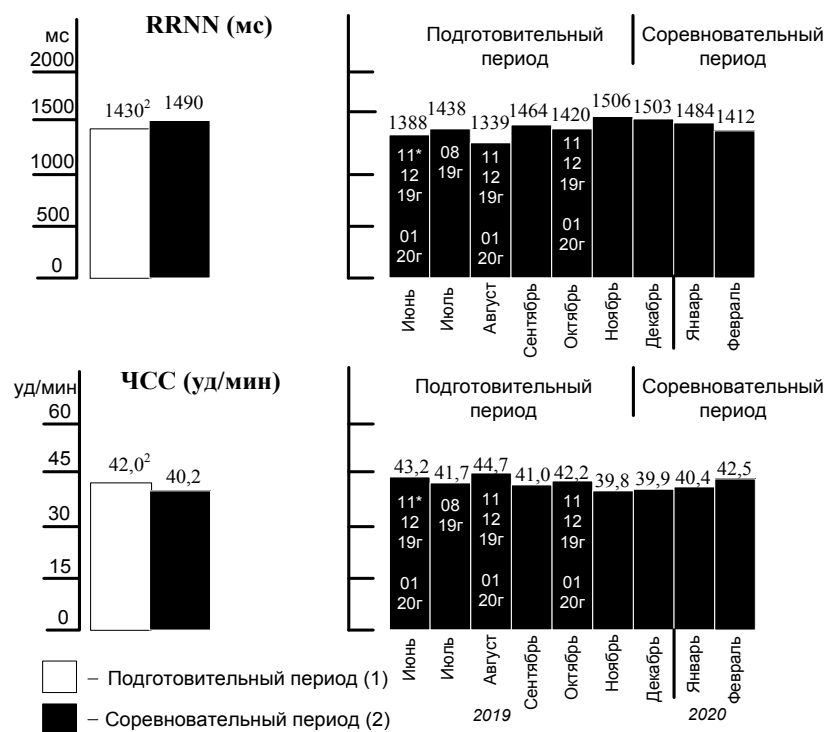 RRNN (мс)
мс
2000
1500
1000
500
0
1430²
1490
Подготовительный период
Соревновательный период
1388
1438
1339
1464
1420
1506
1503
1484
1412
11*
12
19г
01
20г
08
19г
11
12
19г
01
20г
11
12
19г
01
20г
Июнь
Июль
Август
Сентябрь
Октябрь
Ноябрь
Декабрь
Январь
Февраль
ЧСС (уд/мин)
уд/мин
60
45
30
15
0
42,0²
40,2
Подготовительный период
Соревновательный период
43,2
41,7
44,7
41,0
42,2
39,8
39,9
40,4
42,5
11*
12
19г
01
20г
08
19г
11
12
19г
01
20г
11
12
19г
01
20г
Июнь
Июль
Август
Сентябрь
Октябрь
Ноябрь
Декабрь
Январь
Февраль
2019
2020
– Подготовительный период (1)
– Соревновательный период (2)